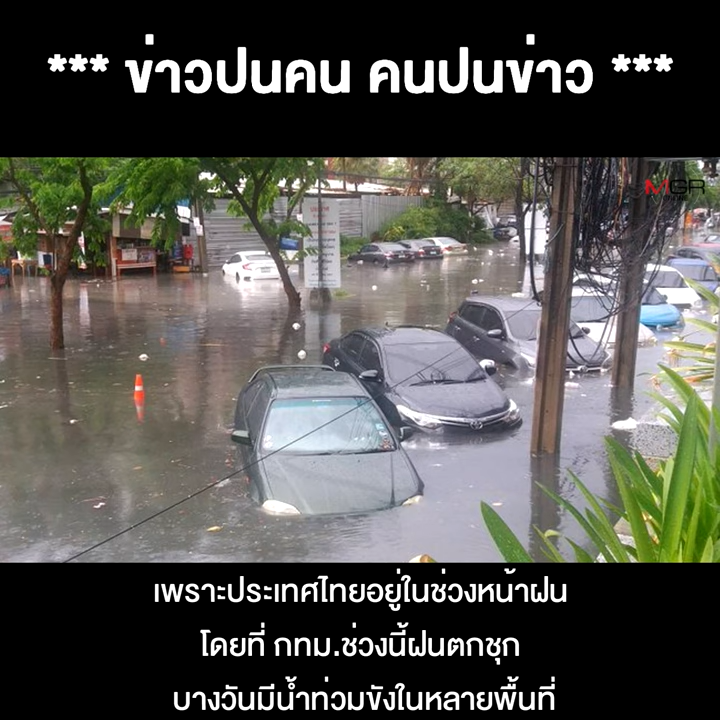 *** ข่าวปนคน คนปนข่าว ***
MGR
เพราะประเทศไทยอยู่ในช่วงหน้าฝน
โดยที่ กทม.ช่วงนี้ฝนตกชุก
บางวันมีน้ำท่วมขังในหลายพื้นที่